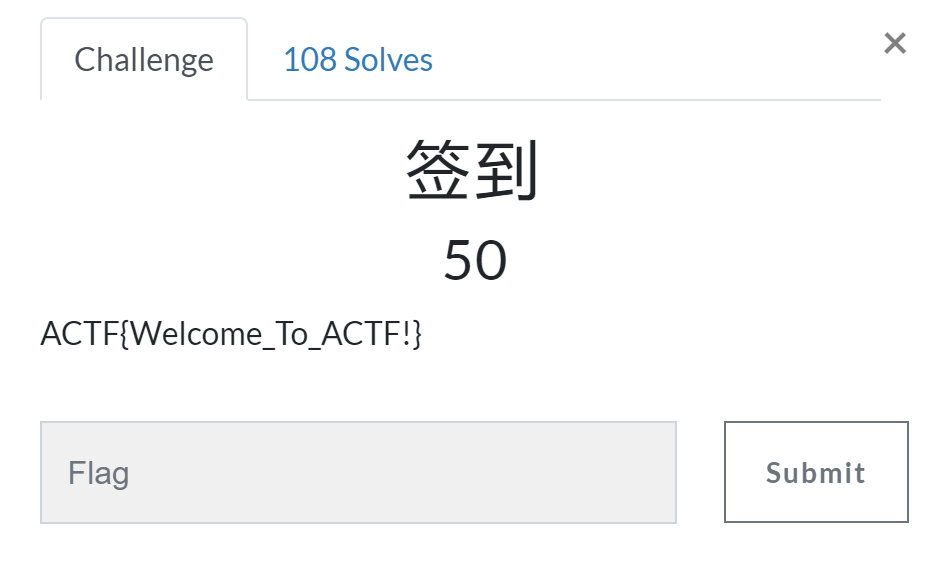 Challenge
108 Solves
×
签到
50
ACTF{Welcome_To_ACTF!}
Flag
Submit